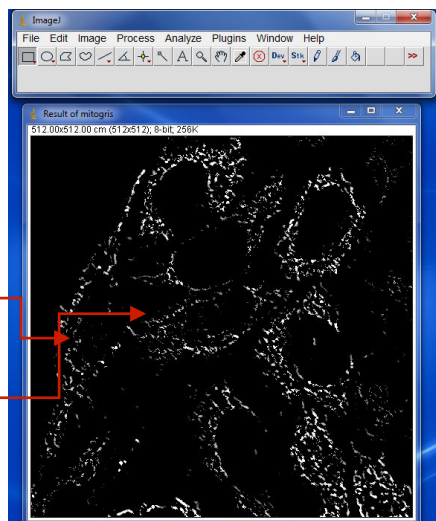 ImageJ
File Edit Image Process Analyze Plugins Window Help
A Dev Stk >>
Result of mitogris
512.00x512.00 cm (512x512); 8-bit; 256K